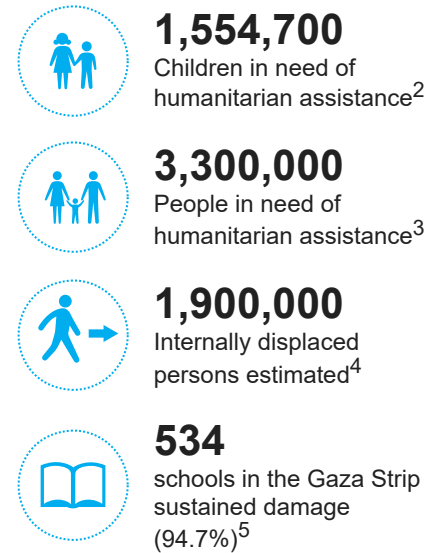 1,554,700
Children in need of
humanitarian assistance2
3,300,000
People in need of
humanitarian assistance3
1,900,000
Internally displaced
persons estimated4
534
schools in the Gaza Strip
sustained damage
(94.7%)5